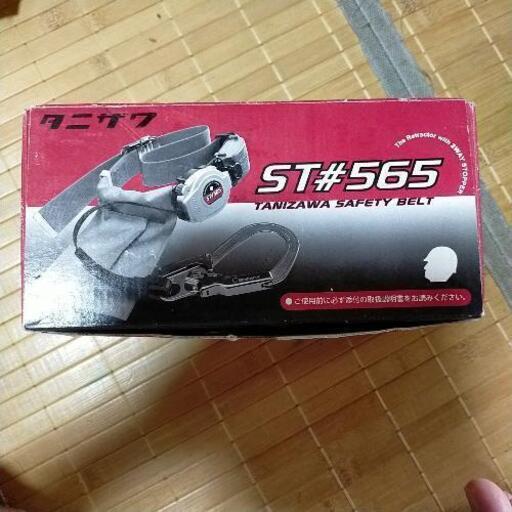 タニザワ
The Retractor with 2WAY STOPPER
ST#565
TANIZAWA SAFETY BELT
●ご使用前に必ず添付の取扱説明書をお読みください。